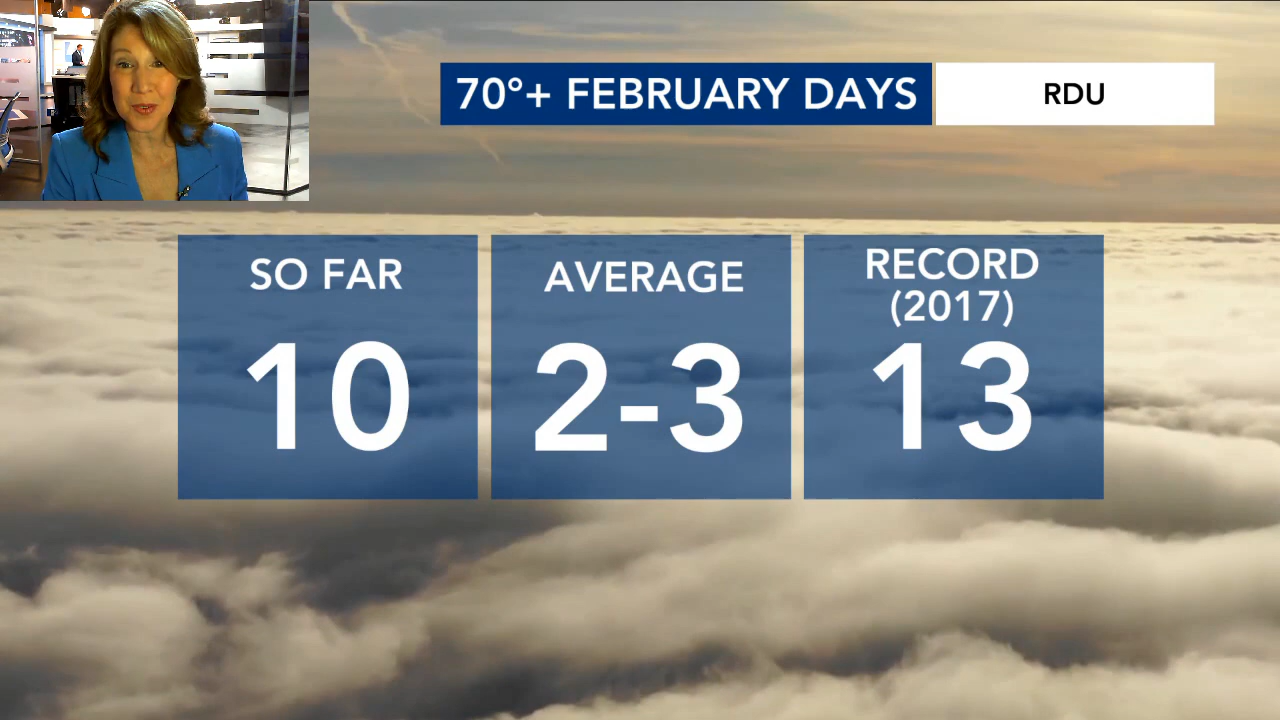 70°+ FEBRUARY DAYS
RDU
SO FAR
10
AVERAGE
2-3
RECORD
(2017)
13